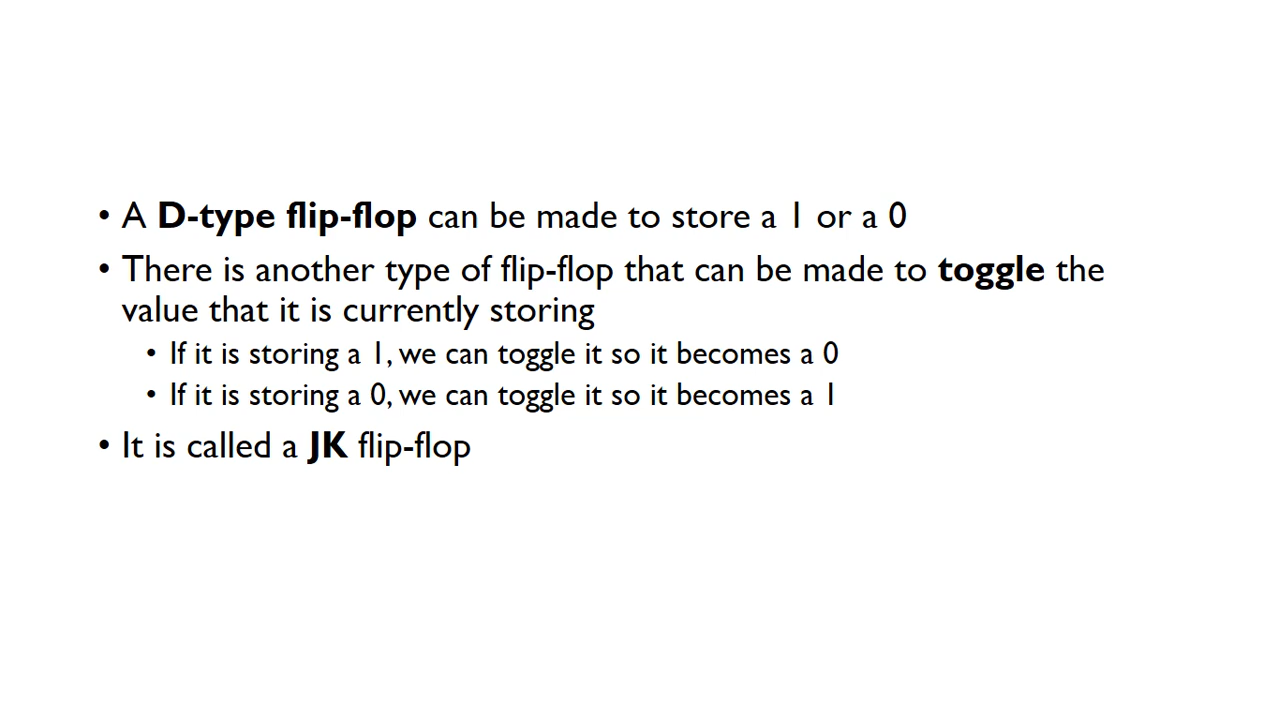 • A D-type flip-flop can be made to store a 1 or a 0
• There is another type of flip-flop that can be made to toggle the
value that it is currently storing
• If it is storing a 1, we can toggle it so it becomes a 0
• If it is storing a 0, we can toggle it so it becomes a 1
• It is called a JK flip-flop